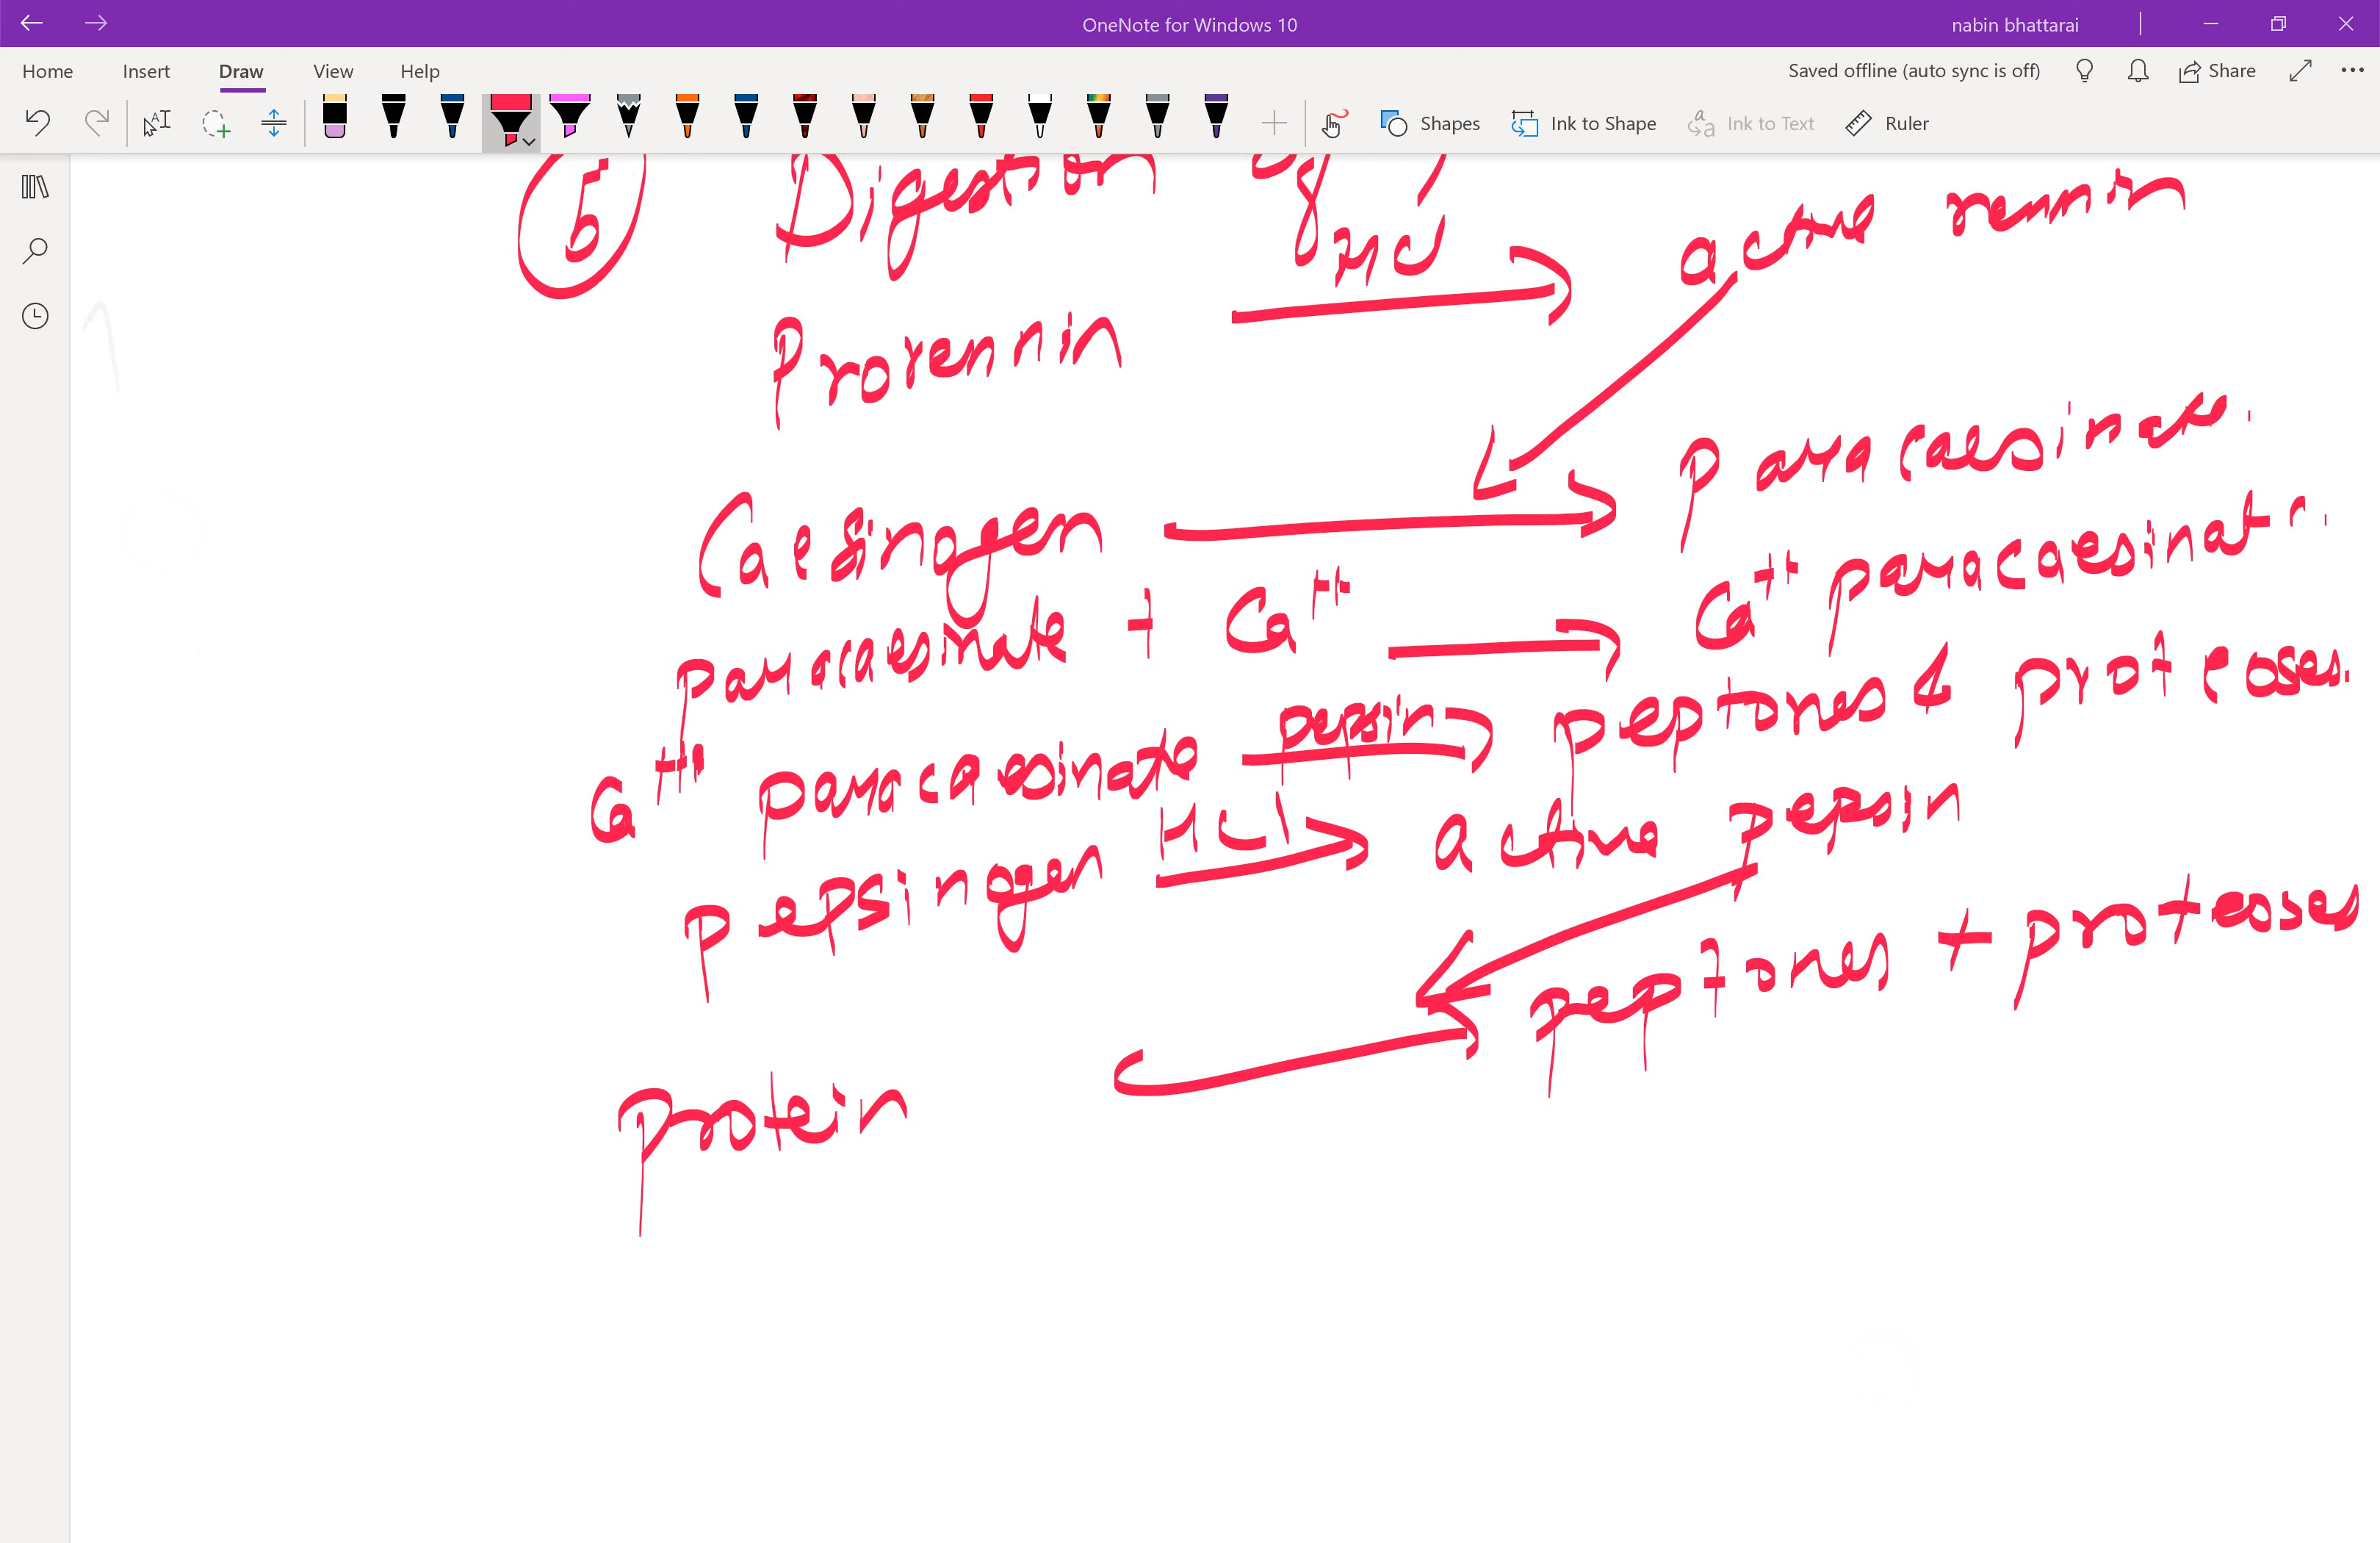 OneNote for Windows 10
nabin bhattarai
Home Insert Draw View Help
Saved offline (auto sync is off) Share
Shapes Ink to Shape Ink to Text Ruler
5 Digestion of
HCl
Prorennin → active rennin
Caesinogen → Paracaesinate.
paracaesinate + Ca++ → Ca++ paracaesinate.
Ca++ paracaesinate pepsin → peptones & proteoses.
pepsinogen HCl → active pepsin
Protein → peptones + proteoses